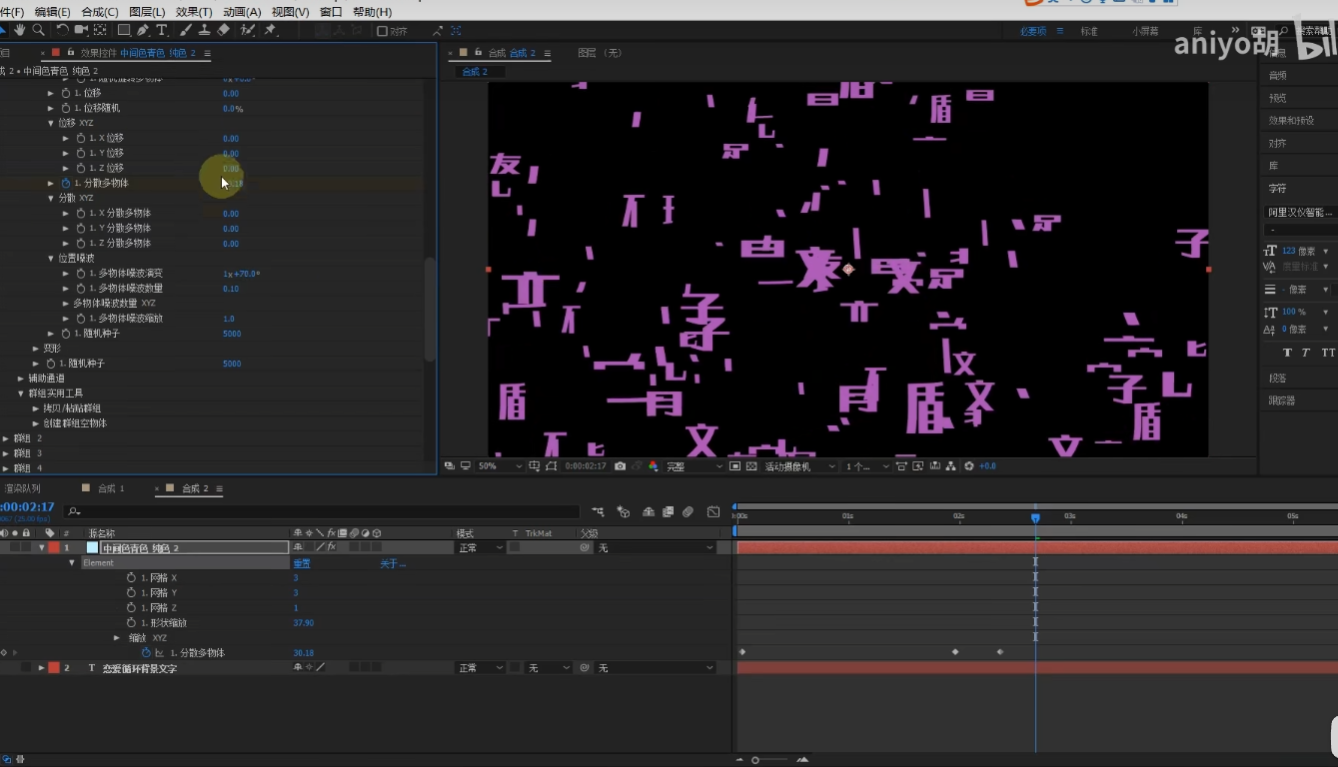 件(F) 编辑(E) 合成(C) 图层(L) 效果(T) 动画(A) 视图(V) 窗口 帮助(H)
对齐 必要项 标准 小屏幕
aniyo胡
效果控件 中间色青色 纯色 2
合成 合成 2
图层 (无)
成 2 • 中间色青色 纯色 2
合成 2
1. 位移 0.00
1. 位移随机 0.0%
位移 XYZ
1. X 位移 0.00
1. Y 位移 0.00
1. Z 位移 0.00
1. 分散多物体
分散 XYZ
1. X 分散多物体 0.00
1. Y 分散多物体 0.00
1. Z 分散多物体 0.00
位置噪波
1. 多物体噪波演变 1x+70.0°
1. 多物体噪波数量 0.10
多物体噪波数量 XYZ
1. 多物体噪波缩放 1.0
1. 随机种子 5000
变形
1. 随机种子 5000
辅助通道
群组实用工具
拷贝/粘贴群组
创建群组空物体
群组 2
群组 3
群组 4
音频
预览
效果和预设
对齐
库
字符
阿里汉仪智能...
-
123 像素
度量标准
- 像素
100 %
0 像素
T T TT
段落
跟踪器
50% 0:00:02:17 完整 活动摄像机 1 个... +0.0
渲染队列 合成 1 合成 2
:00:02:17
# 源名称 模式 T TrkMat 父级
1 中间色青色 纯色 2 正常 无
Element 重置 关于...
1. 网格 X 3
1. 网格 Y 3
1. 网格 Z 1
1. 形状缩放 37.90
缩放 XYZ
1. 分散多物体 30.18
2 T 恋爱循环背景文字 正常 无 无
:00s 01s 02s 03s 04s 05s